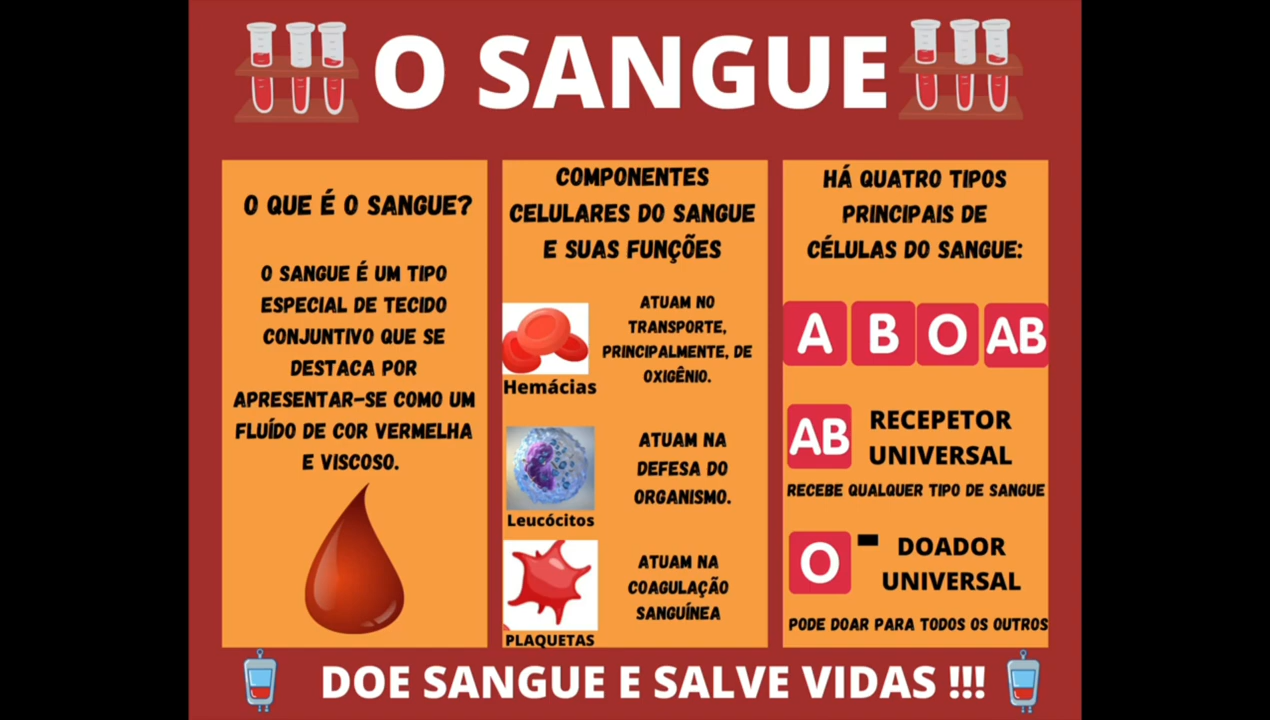 O SANGUE
O QUE É O SANGUE?
O SANGUE É UM TIPO
ESPECIAL DE TECIDO
CONJUNTIVO QUE SE
DESTACA POR
APRESENTAR-SE COMO UM
FLUÍDO DE COR VERMELHA
E VISCOSO.
COMPONENTES
CELULARES DO SANGUE
E SUAS FUNÇÕES
Hemácias
ATUAM NO
TRANSPORTE,
PRINCIPALMENTE, DE
OXIGÊNIO.
Leucócitos
ATUAM NA
DEFESA DO
ORGANISMO.
PLAQUETAS
ATUAM NA
COAGULAÇÃO
SANGUÍNEA
HÁ QUATRO TIPOS
PRINCIPAIS DE
CÉLULAS DO SANGUE:
A B O AB
AB RECEPETOR
UNIVERSAL
RECEBE QUALQUER TIPO DE SANGUE
O - DOADOR
UNIVERSAL
PODE DOAR PARA TODOS OS OUTROS
DOE SANGUE E SALVE VIDAS !!!